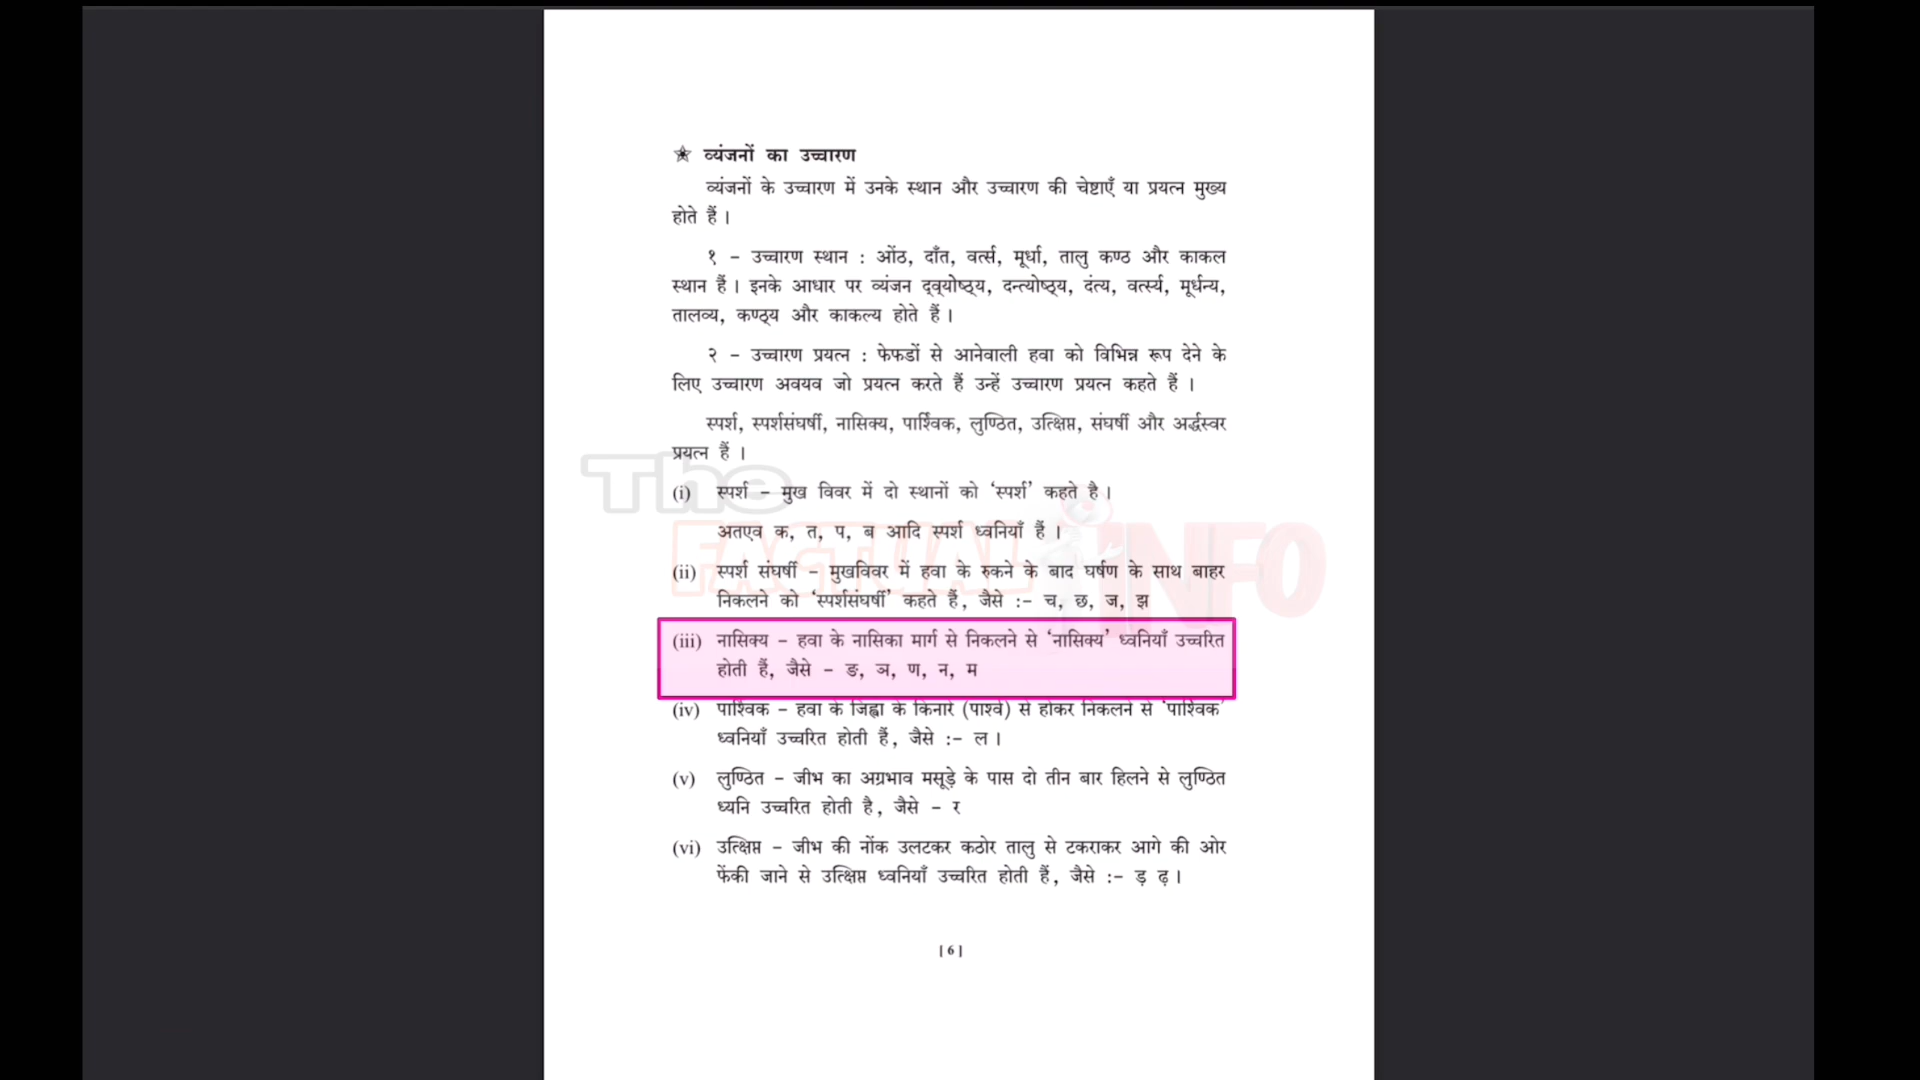 ☆ व्यंजनों का उच्चारण
व्यंजनों के उच्चारण में उनके स्थान और उच्चारण की चेष्टाएँ या प्रयत्न मुख्य
होते हैं ।
१ – उच्चारण स्थान : ओंठ, दाँत, वर्त्स, मूर्धा, तालु कण्ठ और काकल
स्थान हैं । इनके आधार पर व्यंजन द्व्योष्ठ्य, दन्त्योष्ठ्य, दंत्य, वर्त्स्य, मूर्धन्य,
तालव्य, कण्ठ्य और काकल्य होते हैं ।
२ – उच्चारण प्रयत्न : फेफडों से आनेवाली हवा को विभिन्न रूप देने के
लिए उच्चारण अवयव जो प्रयत्न करते हैं उन्हें उच्चारण प्रयत्न कहते हैं ।
स्पर्श, स्पर्शसंघर्षी, नासिक्य, पार्श्विक, लुण्ठित, उत्क्षिप्त, संघर्षी और अर्द्धस्वर
प्रयत्न हैं ।
(i) स्पर्श – मुख विवर में दो स्थानों को ‘स्पर्श’ कहते है ।
अतएव क, त, प, ब आदि स्पर्श ध्वनियाँ हैं ।
(ii) स्पर्श संघर्षी – मुखविवर में हवा के रुकने के बाद घर्षण के साथ बाहर
निकलने को ‘स्पर्शसंघर्षी’ कहते हैं, जैसे :– च, छ, ज, झ
(iii) नासिक्य – हवा के नासिका मार्ग से निकलने से ‘नासिक्य’ ध्वनियाँ उच्चरित
होती हैं, जैसे – ङ, ञ, ण, न, म
(iv) पार्श्विक – हवा के जिह्वा के किनारे (पार्श्व) से होकर निकलने से ‘पार्श्विक’
ध्वनियाँ उच्चरित होती हैं, जैसे :– ल ।
(v) लुण्ठित – जीभ का अग्रभाव मसूड़े के पास दो तीन बार हिलने से लुण्ठित
ध्यनि उच्चरित होती है, जैसे – र
(vi) उत्क्षिप्त – जीभ की नोंक उलटकर कठोर तालु से टकराकर आगे की ओर
फेंकी जाने से उत्क्षिप्त ध्वनियाँ उच्चरित होती हैं, जैसे :– ड़ ढ़ ।
[ 6 ]
The
FACTUAL INFO